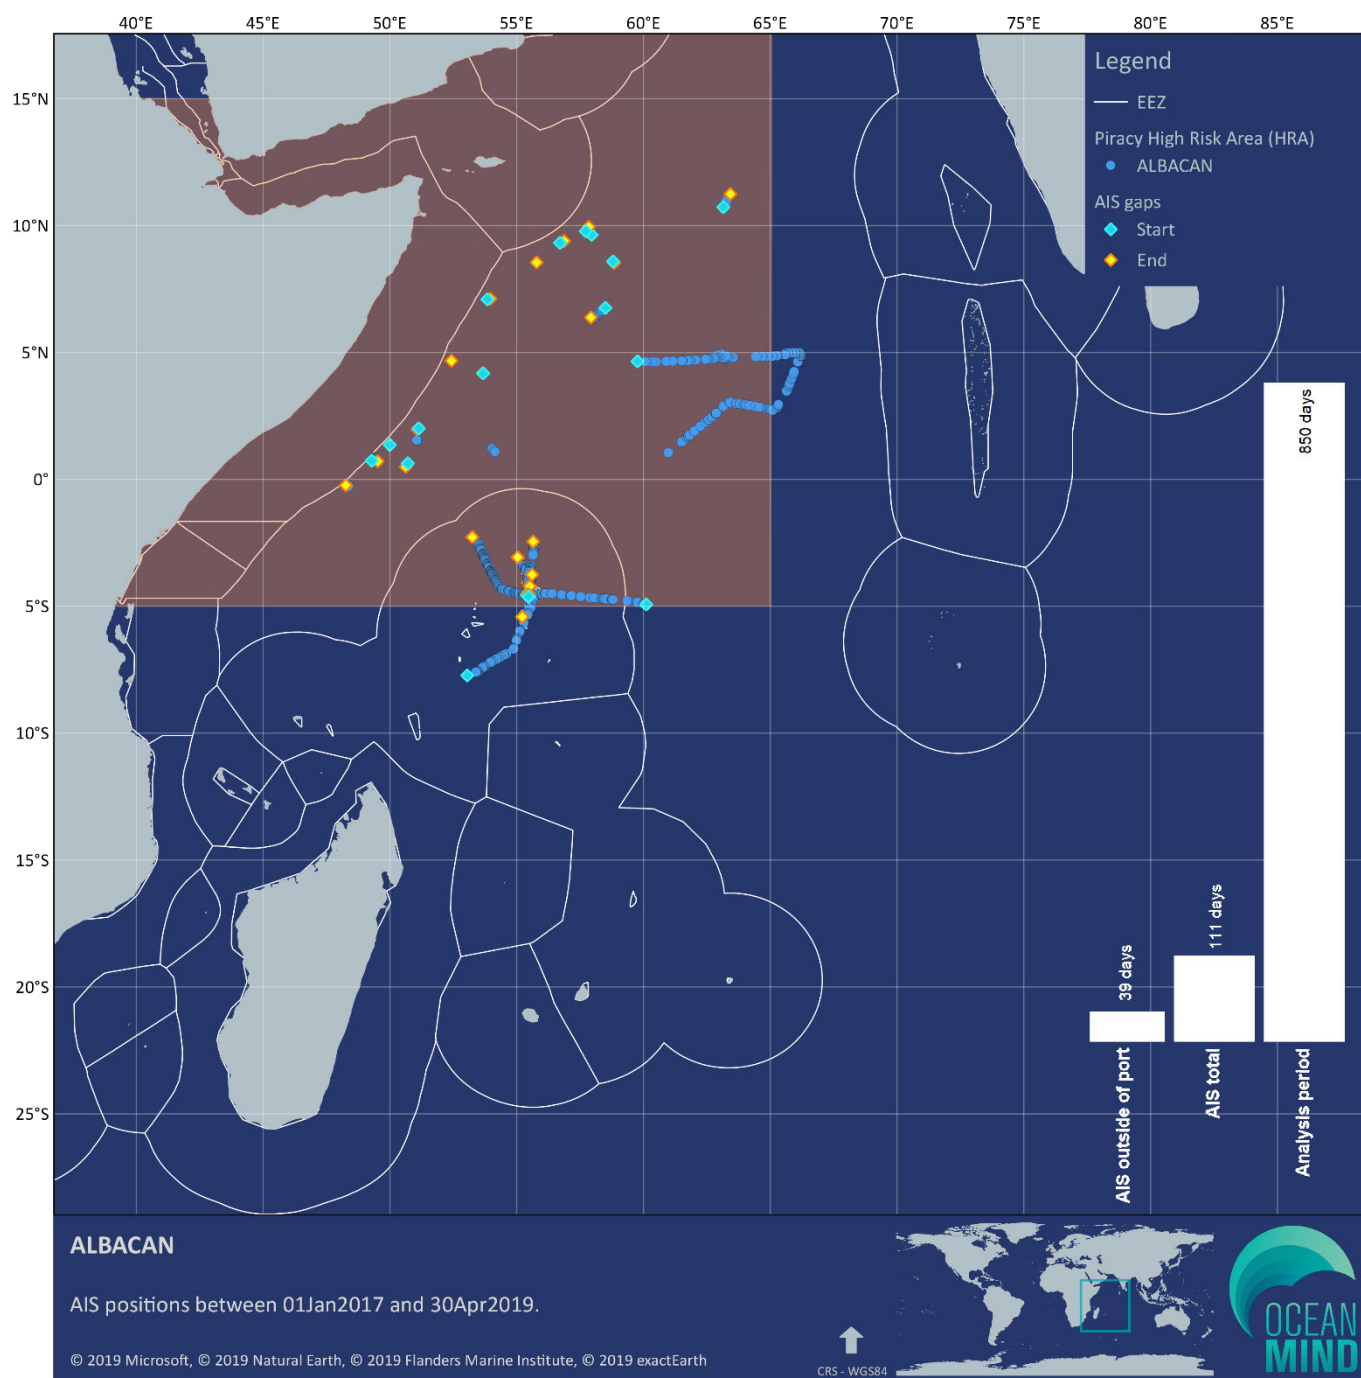 40°E 45°E 50°E 55°E 60°E 65°E 70°E 75°E 80°E 85°E
15°N
10°N
5°N
0°
5°S
10°S
15°S
20°S
25°S
Legend
EEZ
Piracy High Risk Area (HRA)
ALBACAN
AIS gaps
Start
End
39 days
111 days
850 days
AIS outside of port
AIS total
Analysis period
ALBACAN
AIS positions between 01Jan2017 and 30Apr2019.
© 2019 Microsoft, © 2019 Natural Earth, © 2019 Flanders Marine Institute, © 2019 exactEarth
CRS - WGS84
OCEAN
MIND